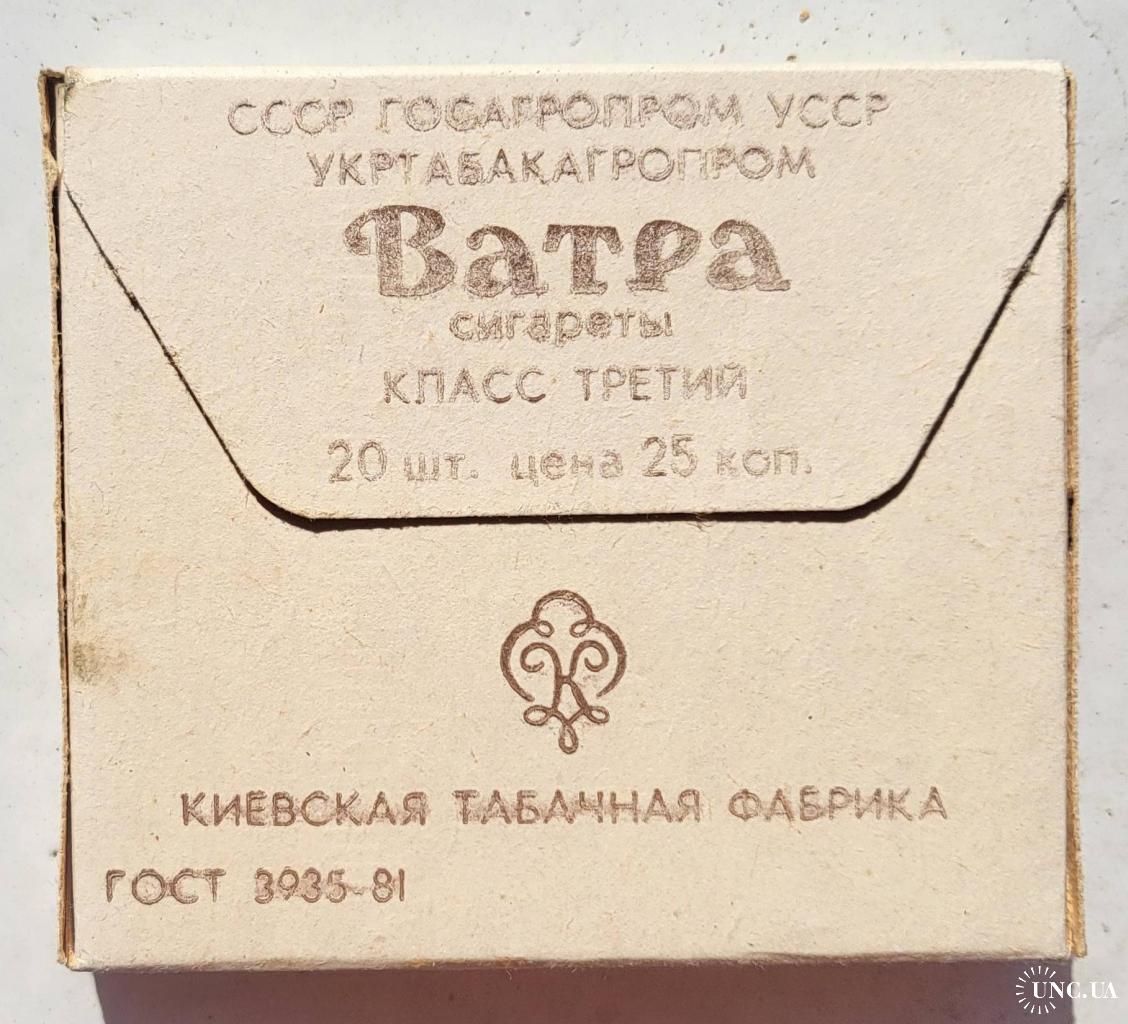 СССР ГОСАГРОПРОМ УССР
УКРТАБАКАГРОПРОМ
Ватра
сигареты
КЛАСС ТРЕТИЙ
20 шт. цена 25 коп.
К
КИЕВСКАЯ ТАБАЧНАЯ ФАБРИКА
ГОСТ 3935-81
UNC.UA